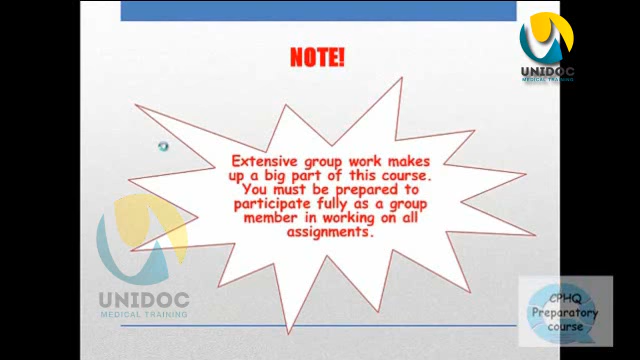 NOTE!
UNIDOC
MEDICAL TRAINING
Extensive group work makes
up a big part of this course.
You must be prepared to
participate fully as a group
member in working on all
assignments.
UNIDOC
MEDICAL TRAINING
CPHQ
Preparatory
course